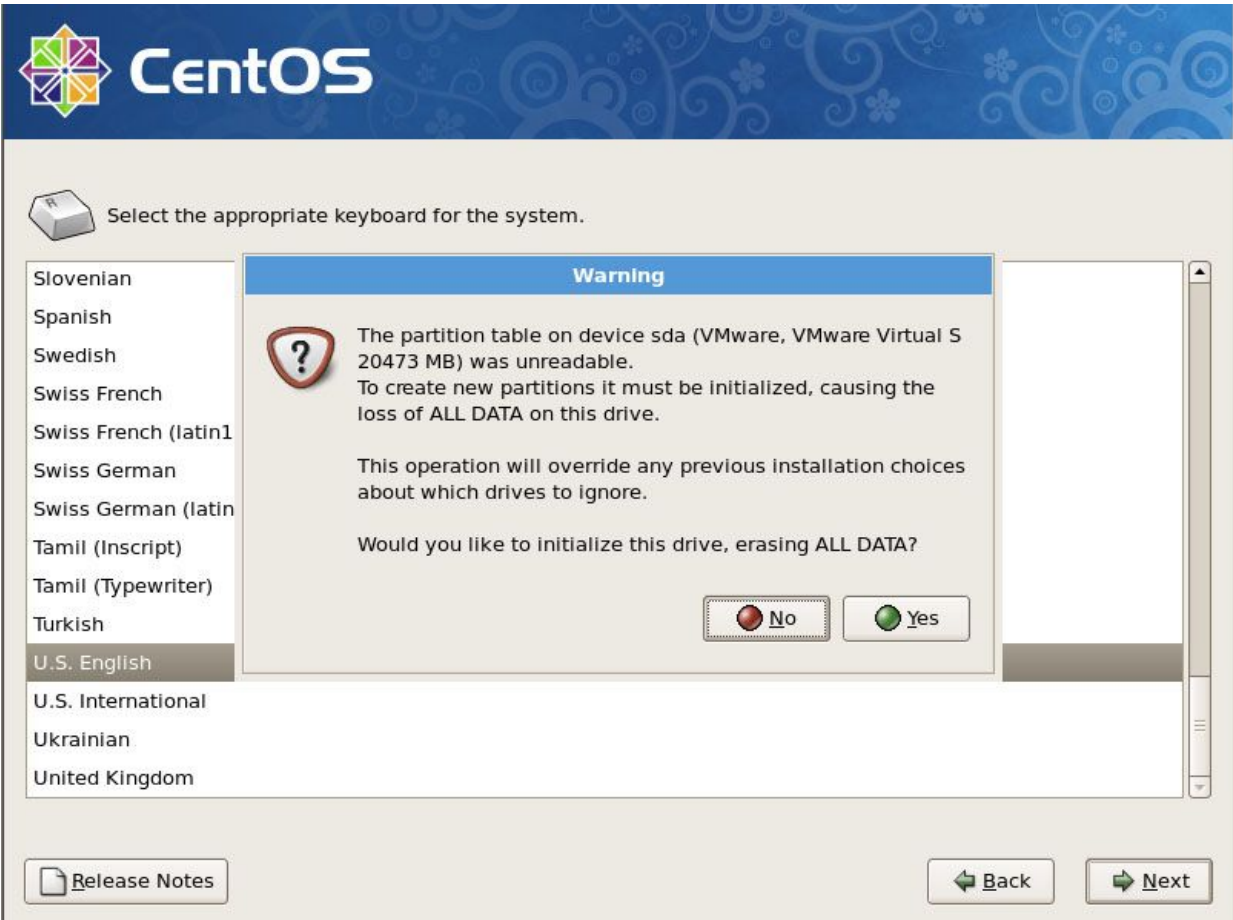 CentOS
R
Select the appropriate keyboard for the system.
Slovenian
Spanish
Swedish
Swiss French
Swiss French (latin1
Swiss German
Swiss German (latin
Tamil (Inscript)
Tamil (Typewriter)
Turkish
U.S. English
U.S. International
Ukrainian
United Kingdom
Warning
?
The partition table on device sda (VMware, VMware Virtual S
20473 MB) was unreadable.
To create new partitions it must be initialized, causing the
loss of ALL DATA on this drive.
This operation will override any previous installation choices
about which drives to ignore.
Would you like to initialize this drive, erasing ALL DATA?
No Yes
Release Notes Back Next